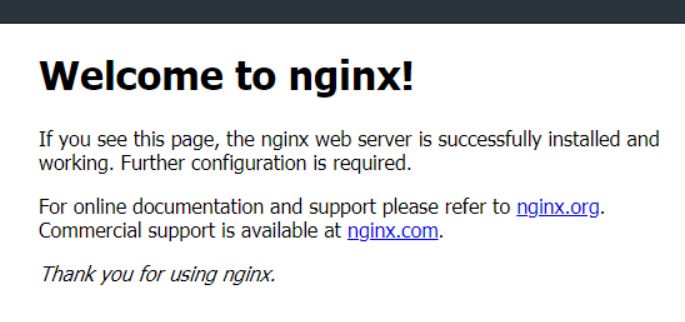 Welcome to nginx!
If you see this page, the nginx web server is successfully installed and
working. Further configuration is required.
For online documentation and support please refer to nginx.org.
Commercial support is available at nginx.com.
Thank you for using nginx.